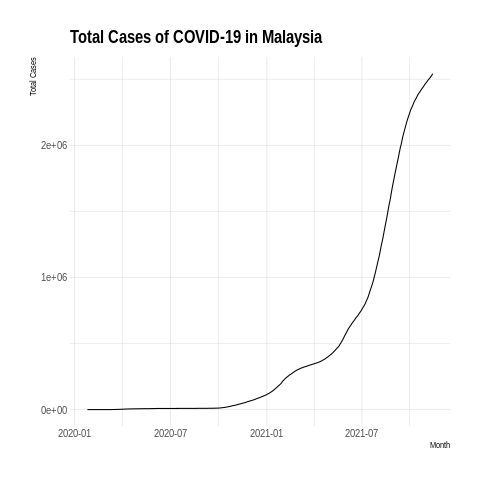 Total Cases of COVID-19 in Malaysia
Total Cases
2e+06
1e+06
0e+00
2020-01 2020-07 2021-01 2021-07
Month